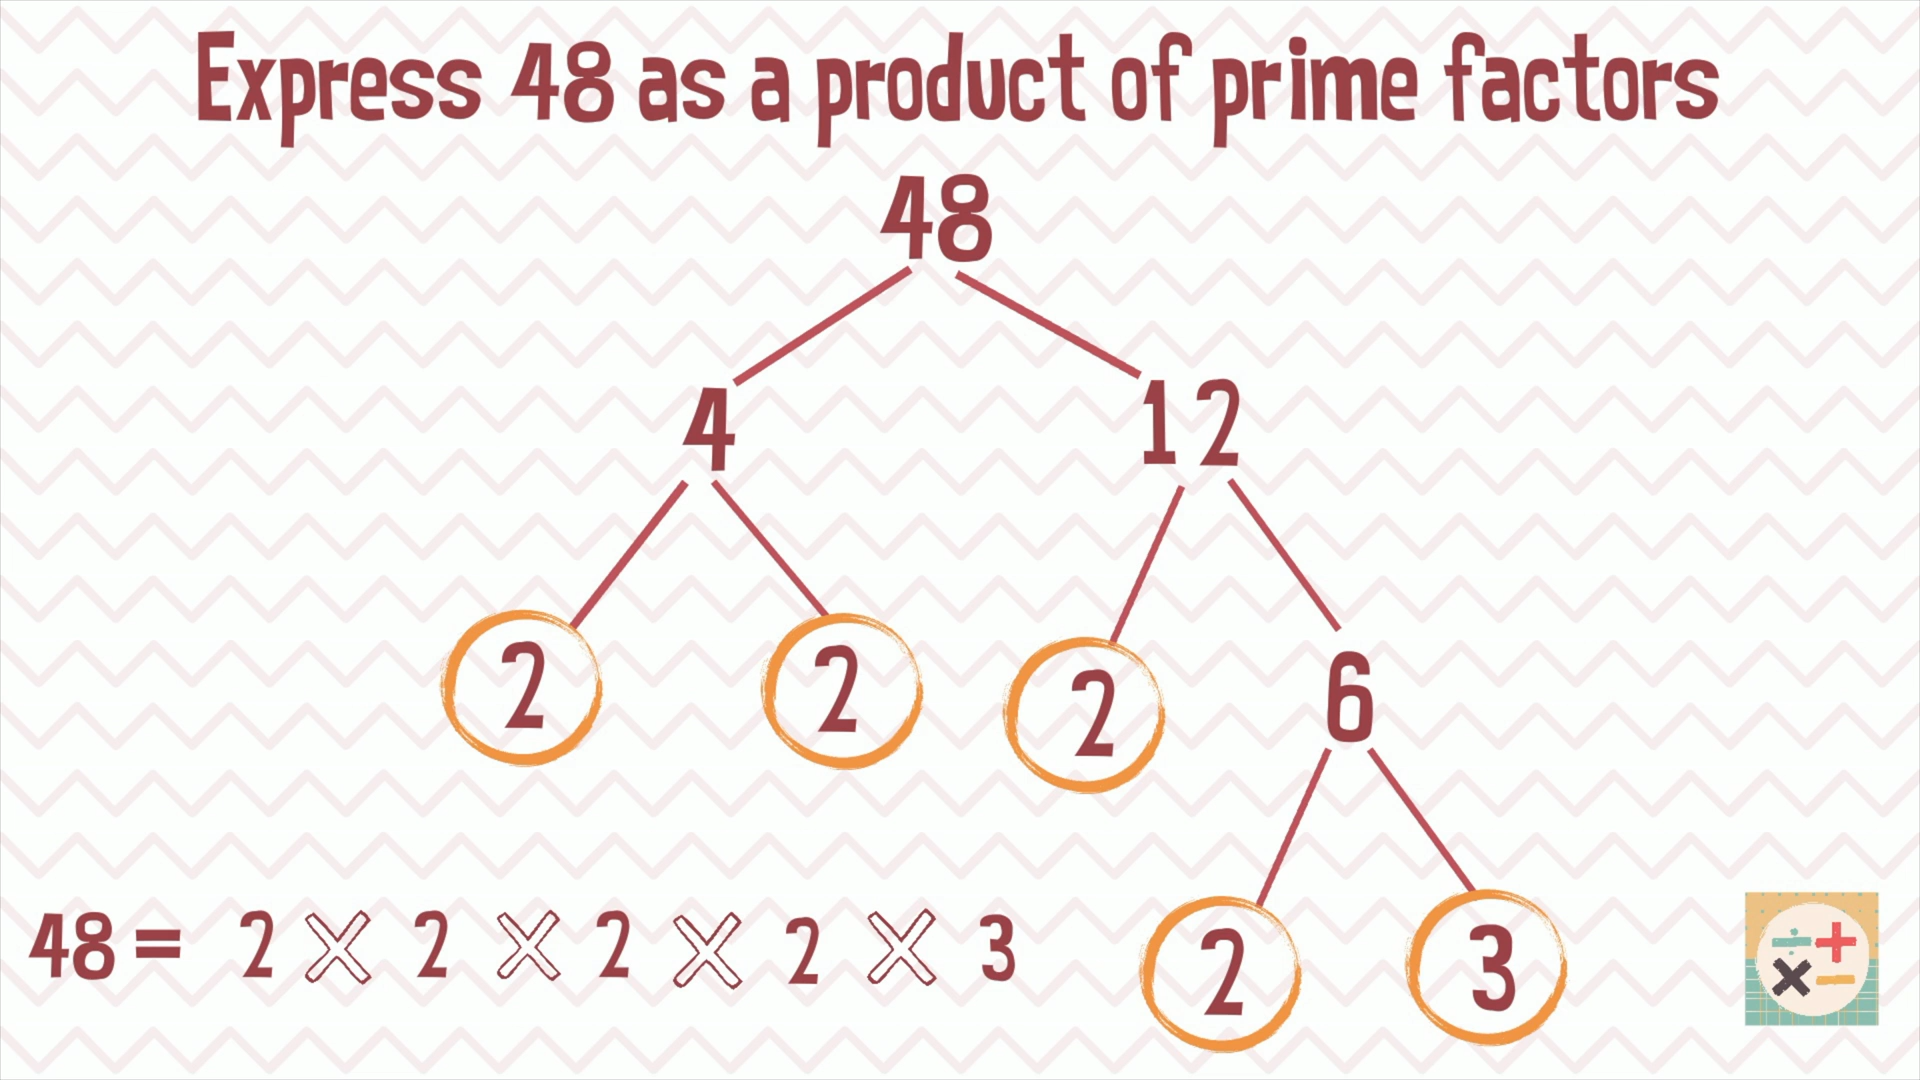 Express 48 as a product of prime factors
48
4 12
2 2 2 6
2 3
48 = 2 × 2 × 2 × 2 × 3
÷ +
× −